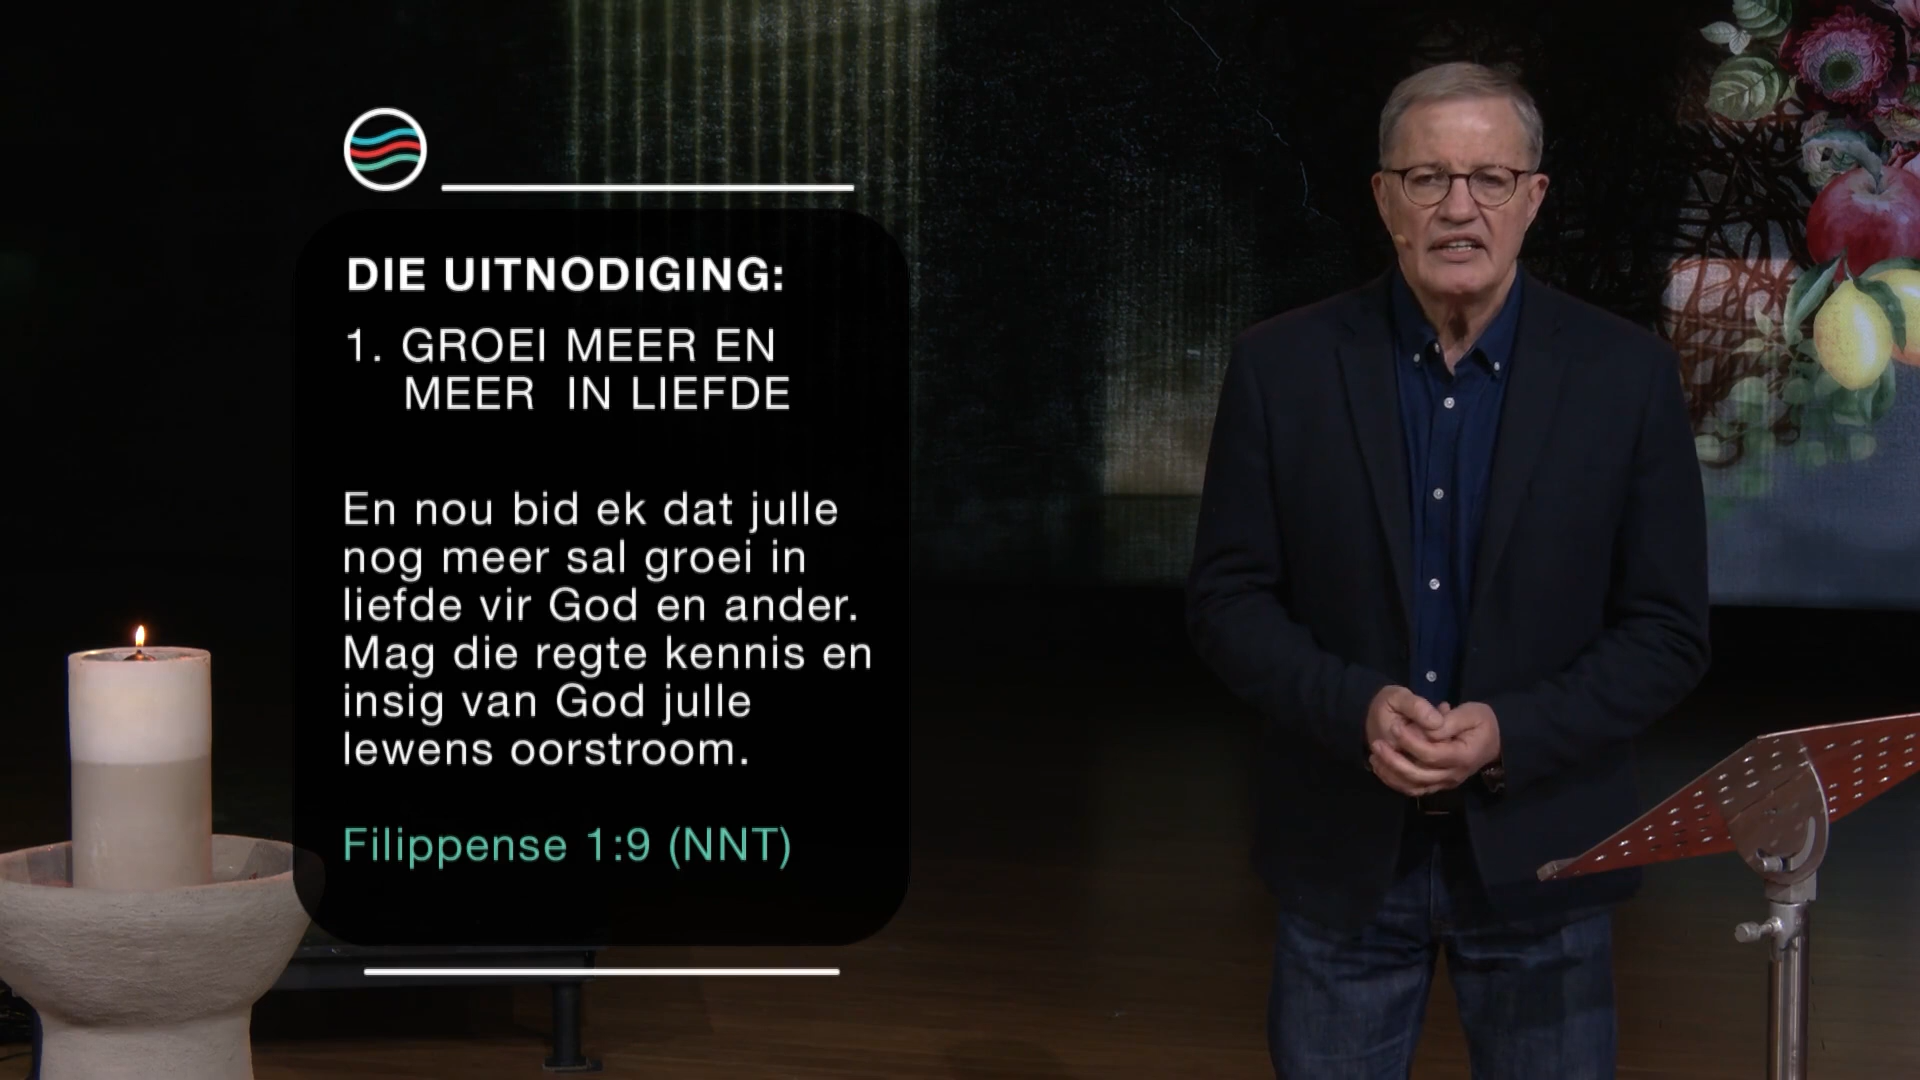 DIE UITNODIGING:
1. GROEI MEER EN
MEER IN LIEFDE
En nou bid ek dat julle
nog meer sal groei in
liefde vir God en ander.
Mag die regte kennis en
insig van God julle
lewens oorstroom.
Filippense 1:9 (NNT)